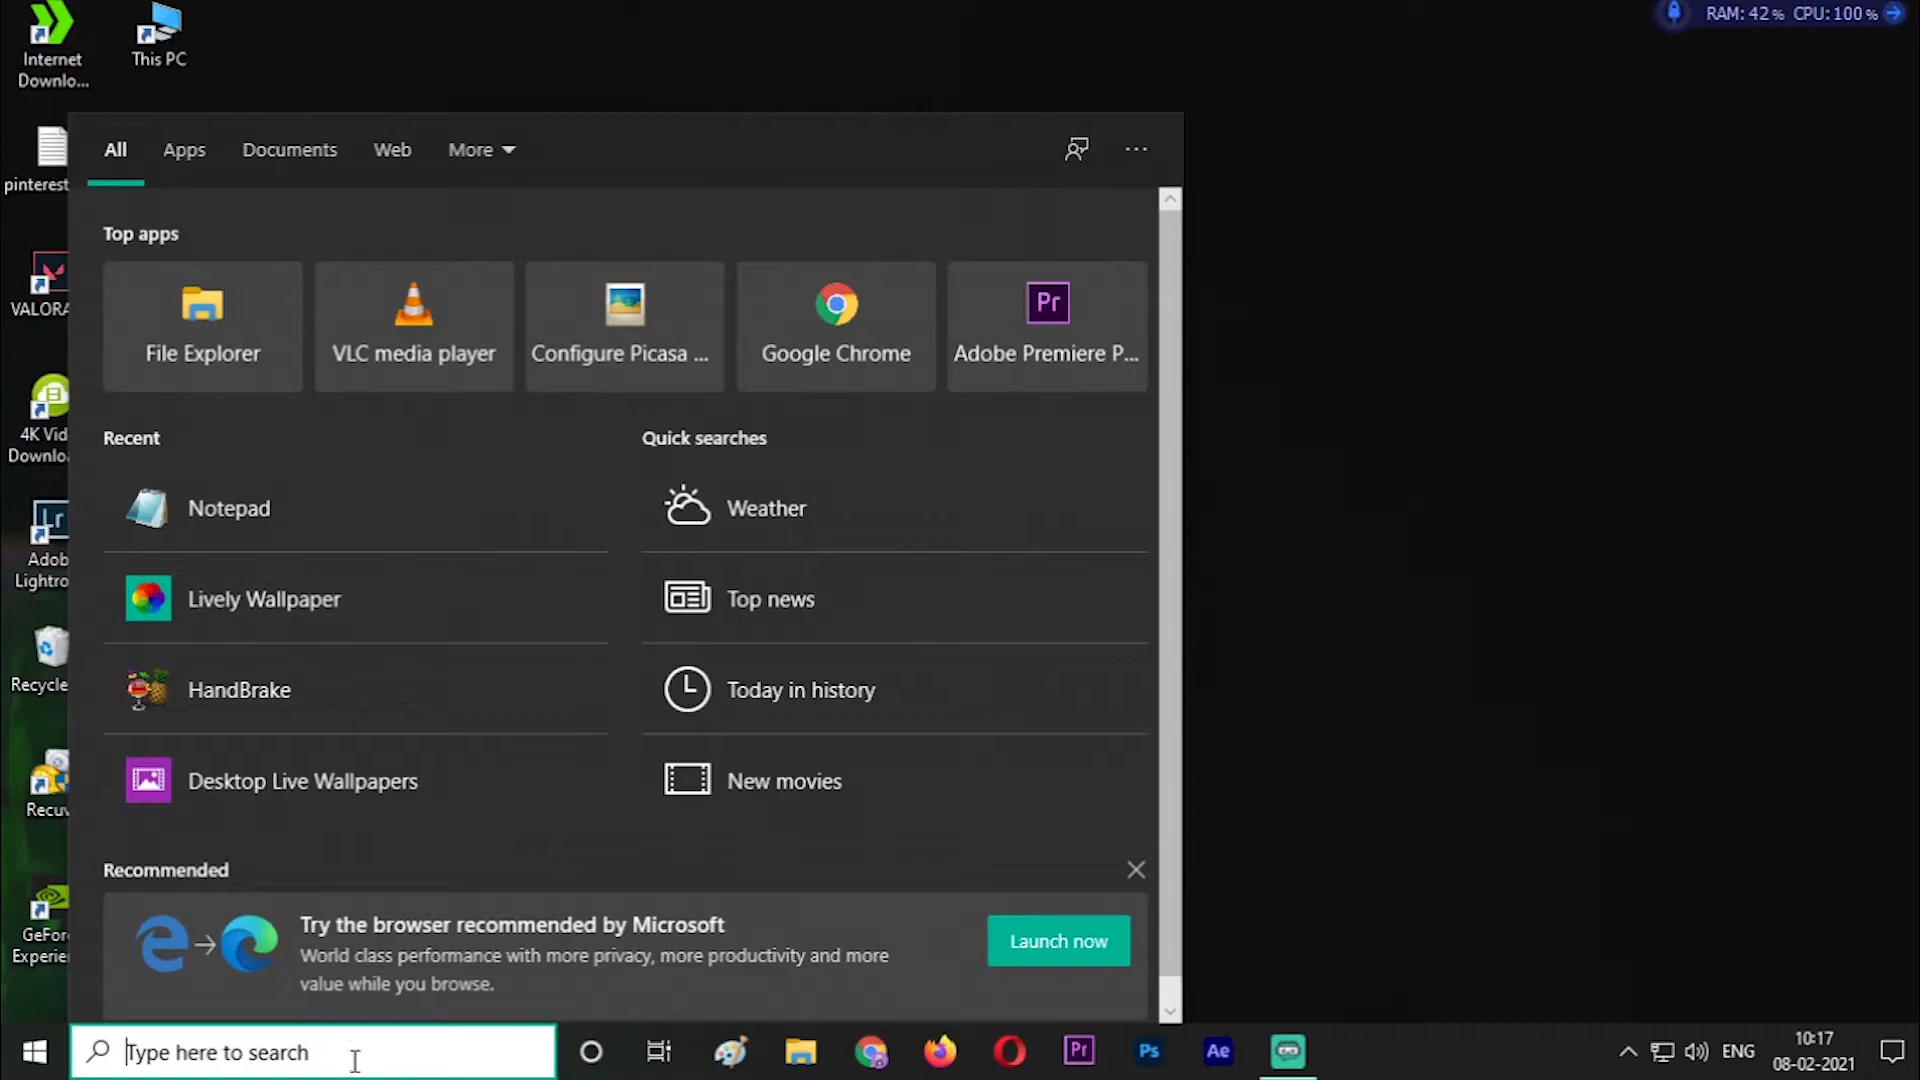 Internet
Downlo...
This PC
RAM: 42% CPU: 100%
pinterest
VALORA
4K Vid
Downloa
Lr
Adob
Lightro
Recycle
Recuv
GeFor
Experie
All Apps Documents Web More
Top apps
File Explorer
VLC media player
Configure Picasa ...
Google Chrome
Pr
Adobe Premiere P...
Recent
Notepad
Lively Wallpaper
HandBrake
Desktop Live Wallpapers
Quick searches
Weather
Top news
Today in history
New movies
Recommended
Try the browser recommended by Microsoft
World class performance with more privacy, more productivity and more
value while you browse.
Launch now
Type here to search
Pr
Ps
Ae
ENG
10:17
08-02-2021